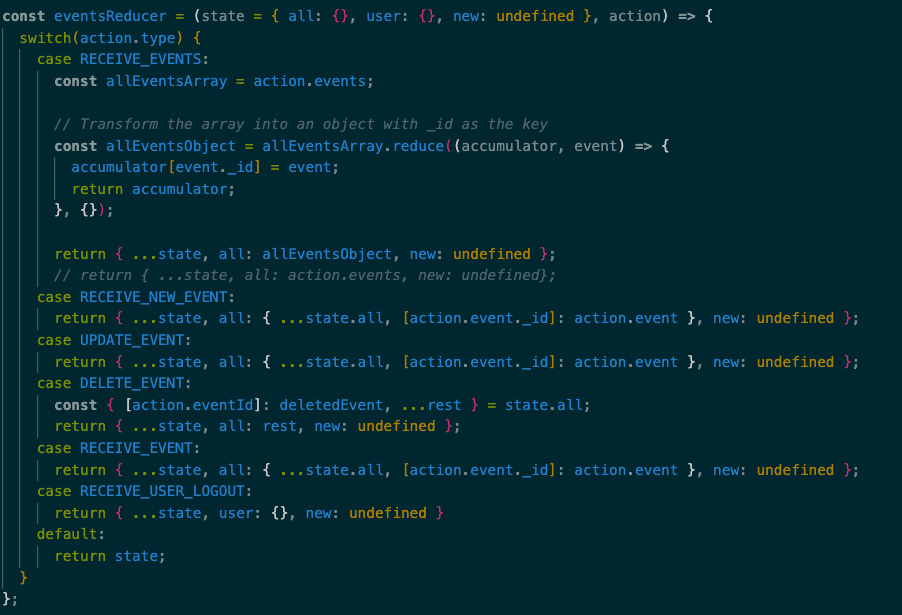 const eventsReducer = (state = { all: {}, user: {}, new: undefined }, action) => {
  switch(action.type) {
    case RECEIVE_EVENTS:
      const allEventsArray = action.events;

      // Transform the array into an object with _id as the key
      const allEventsObject = allEventsArray.reduce((accumulator, event) => {
        accumulator[event._id] = event;
        return accumulator;
      }, {});

      return { ...state, all: allEventsObject, new: undefined };
      // return { ...state, all: action.events, new: undefined};
    case RECEIVE_NEW_EVENT:
      return { ...state, all: { ...state.all, [action.event._id]: action.event }, new: undefined };
    case UPDATE_EVENT:
      return { ...state, all: { ...state.all, [action.event._id]: action.event }, new: undefined };
    case DELETE_EVENT:
      const { [action.eventId]: deletedEvent, ...rest } = state.all;
      return { ...state, all: rest, new: undefined };
    case RECEIVE_EVENT:
      return { ...state, all: { ...state.all, [action.event._id]: action.event }, new: undefined };
    case RECEIVE_USER_LOGOUT:
      return { ...state, user: {}, new: undefined }
    default:
      return state;
  }
};